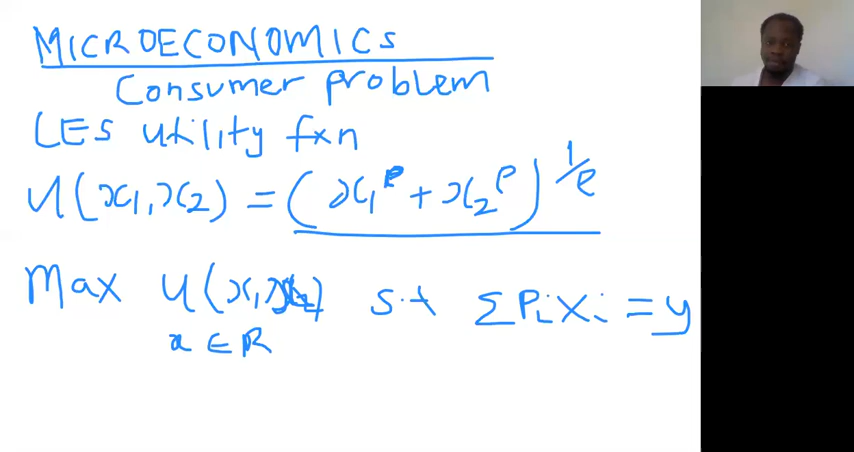 MICROECONOMICS
Consumer problem
CES utility fxn
U(x1,x2) = (x1^ρ + x2^ρ)^1/ρ
Max U(x1,x2) s.t ΣPiXi = y
x ∈ R